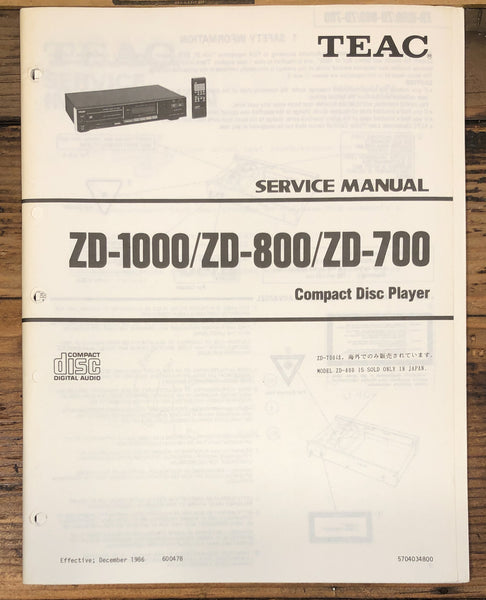 TEAC
SERVICE MANUAL
ZD-1000/ZD-800/ZD-700
Compact Disc Player
COMPACT
disc
DIGITAL AUDIO
ZD-700は、海外でのみ販売されています。
MODEL ZD-800 IS SOLD ONLY IN JAPAN.
Effective; December 1986 600478
5704034800